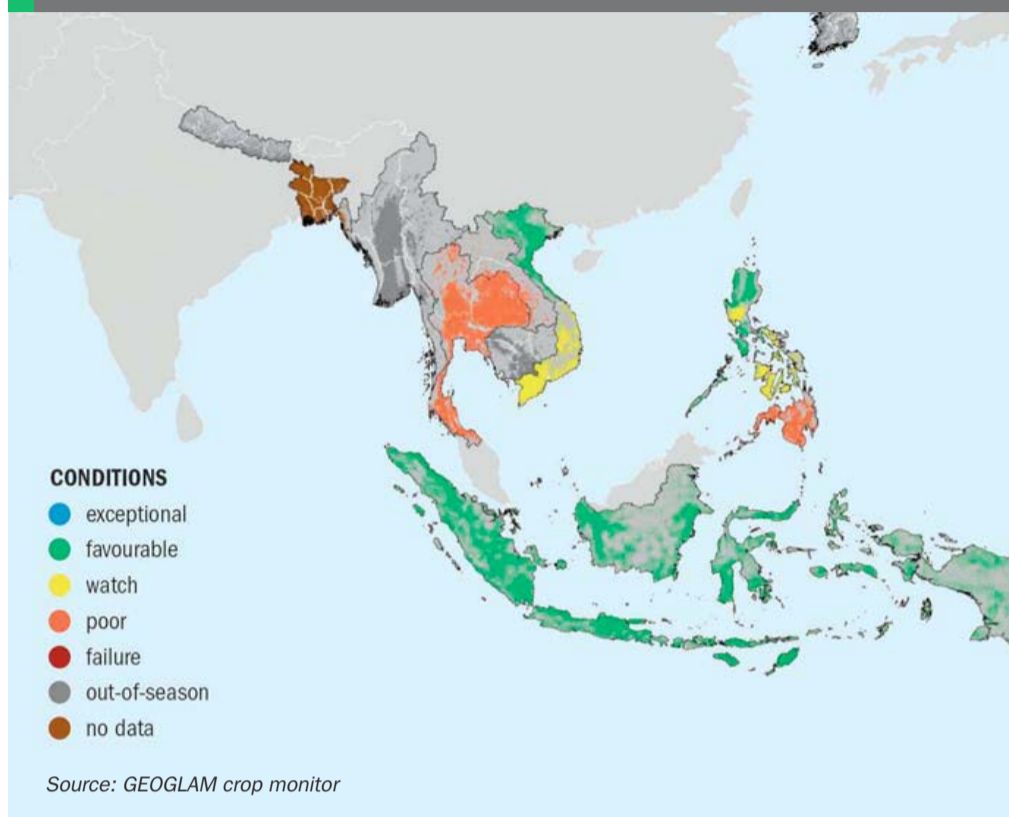 CONDITIONS
exceptional
favourable
watch
poor
failure
out-of-season
no data
Source: GEOGLAM crop monitor